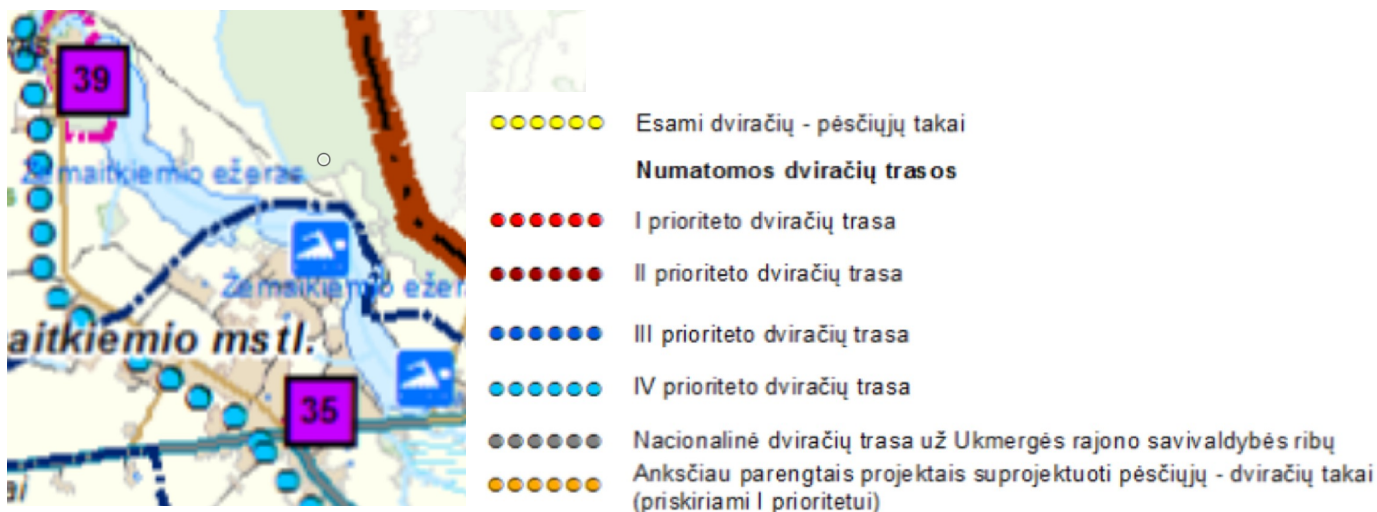 39
Žemaitkiemio ežeras
Žemaikiemio ežer
aitkiemio mstl.
35
Esami dviračių - pėsčiųjų takai
Numatomos dviračių trasos
I prioriteto dviračių trasa
II prioriteto dviračių trasa
III prioriteto dviračių trasa
IV prioriteto dviračių trasa
Nacionalinė dviračių trasa už Ukmergės rajono savivaldybės ribų
Anksčiau parengtais projektais suprojektuoti pėsčiųjų - dviračių takai
(priskiriami I prioritetui)